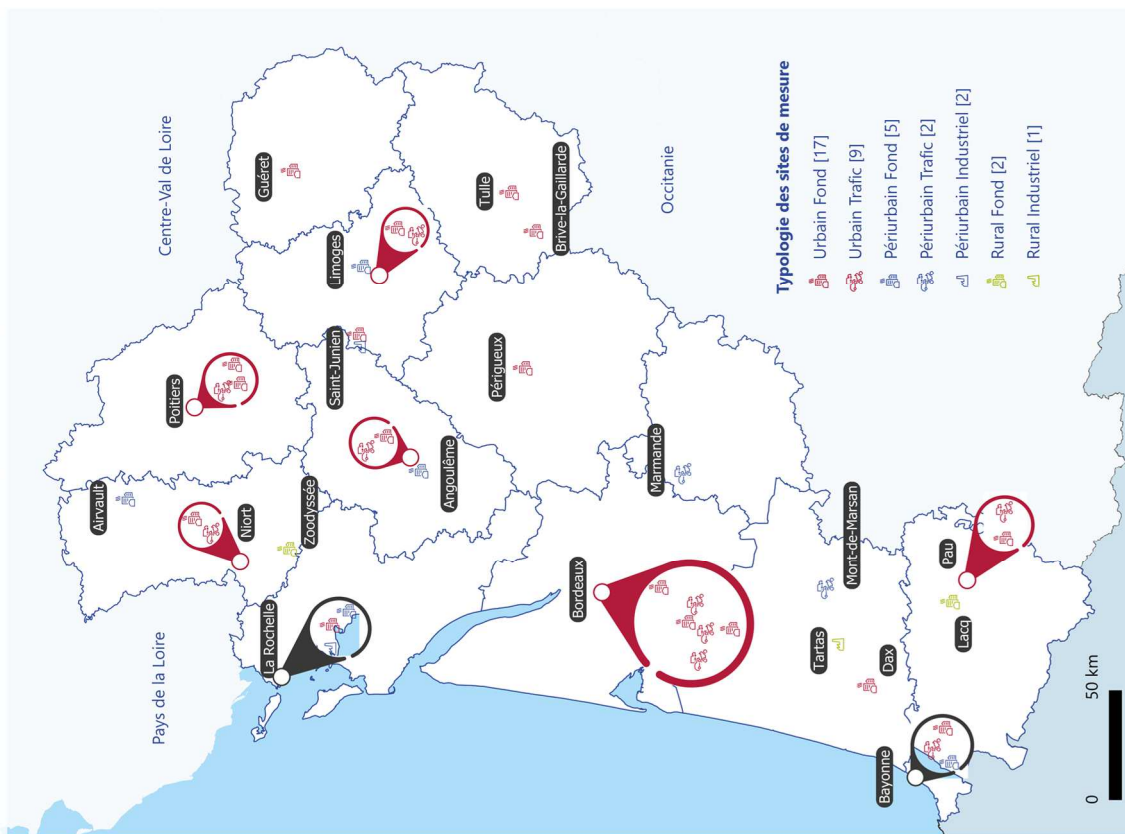 Pays de la Loire
Centre-Val de Loire
Airvault
Poitiers
Guéret
Niort
La Rochelle
Zoodyssée
Saint-Junien
Limoges
Angoulême
Tulle
Périgueux
Brive-la-Gaillarde
Bordeaux
Marmande
Occitanie
Mont-de-Marsan
Tartas
Dax
Bayonne
Pau
Lacq
Typologie des sites de mesure
Urbain Fond [17]
Urbain Trafic [9]
Périurbain Fond [5]
Périurbain Trafic [2]
Périurbain Industriel [2]
Rural Fond [2]
Rural Industriel [1]
0 50 km